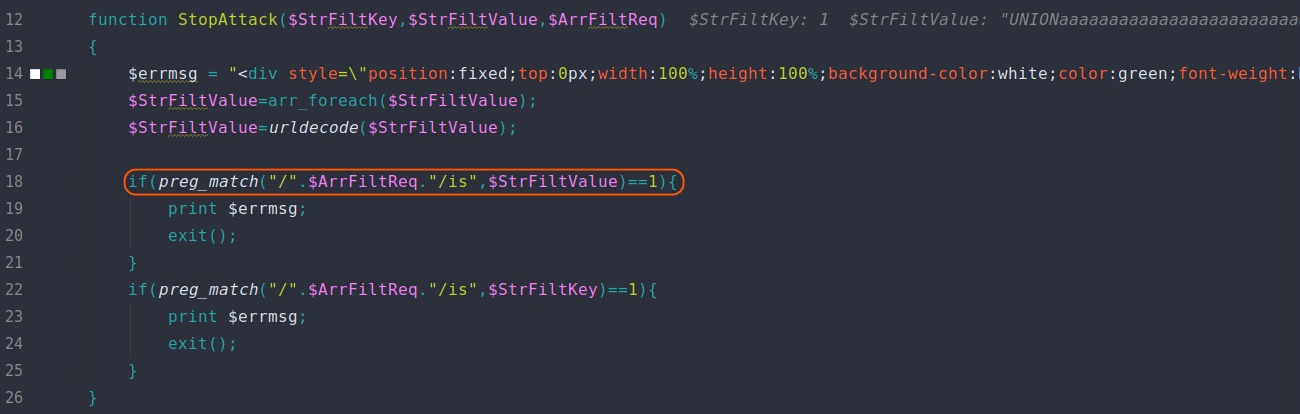 12 function StopAttack($StrFiltKey,$StrFiltValue,$ArrFiltReq) $StrFiltKey: 1 $StrFiltValue: "UNIONaaaaaaaaaaaaaaaaaaaaaaaa
13 {
14 $errmsg = "<div style=\"position:fixed;top:0px;width:100%;height:100%;background-color:white;color:green;font-weight:
15 $StrFiltValue=arr_foreach($StrFiltValue);
16 $StrFiltValue=urldecode($StrFiltValue);
17
18 if(preg_match("/".$ArrFiltReq."/is",$StrFiltValue)==1){
19 print $errmsg;
20 exit();
21 }
22 if(preg_match("/".$ArrFiltReq."/is",$StrFiltKey)==1){
23 print $errmsg;
24 exit();
25 }
26 }